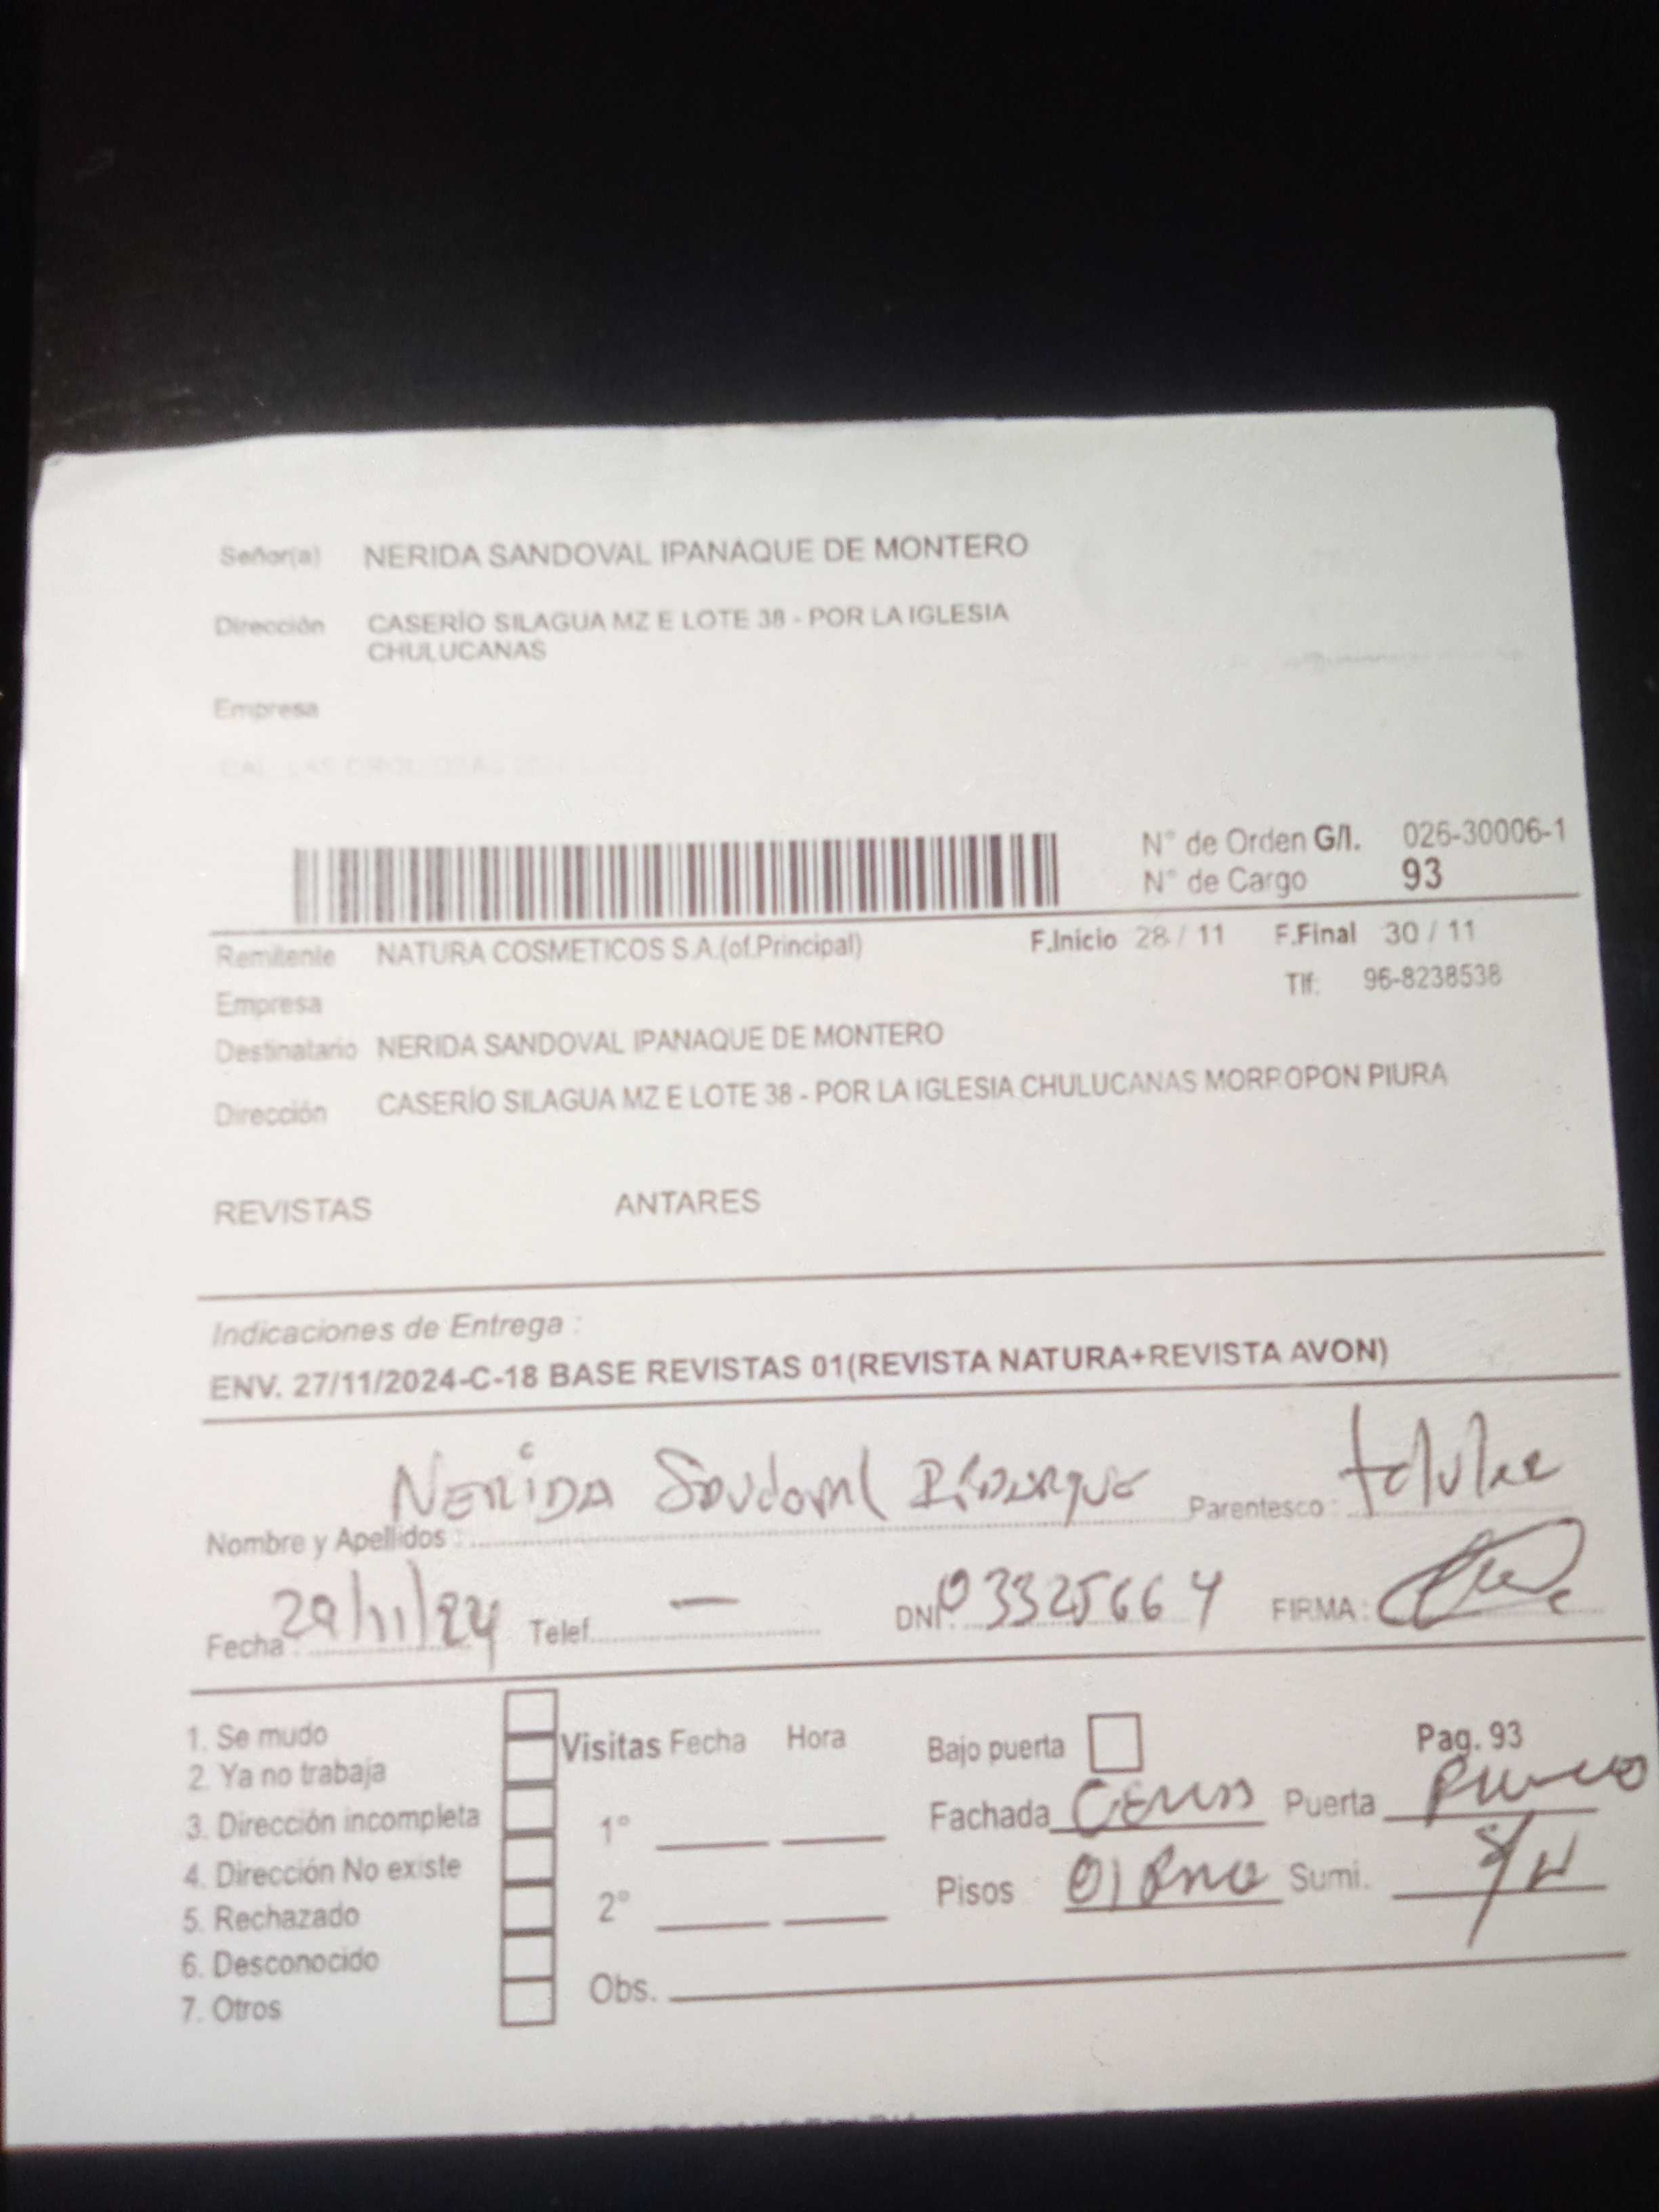 Señor(a) NERIDA SANDOVAL IPANAQUE DE MONTERO
Dirección CASERÍO SILAGUA MZ E LOTE 38 - POR LA IGLESIA
CHULUCANAS
Empresa
N° de Orden G/I. 026-30006-1
N° de Cargo 93
Remitente NATURA COSMETICOS S.A.(of.Principal) F.Inicio 28 / 11 F.Final 30 / 11
Empresa Tlf: 96-8238538
Destinatario NERIDA SANDOVAL IPANAQUE DE MONTERO
Dirección CASERÍO SILAGUA MZ E LOTE 38 - POR LA IGLESIA CHULUCANAS MORROPON PIURA
REVISTAS ANTARES
Indicaciones de Entrega :
ENV. 27/11/2024-C-18 BASE REVISTAS 01(REVISTA NATURA+REVISTA AVON)
Nombre y Apellidos : NERIDA Sandoval Parentesco :
Fecha : 29/11/24 Telef. — DNI: 03325664 FIRMA :
1. Se mudo
2. Ya no trabaja
3. Dirección incompleta
4. Dirección No existe
5. Rechazado
6. Desconocido
7. Otros
Visitas Fecha Hora
1°
2°
Obs.
Bajo puerta Pag. 93
Fachada Puerta
Pisos 01 Sumi. S/N